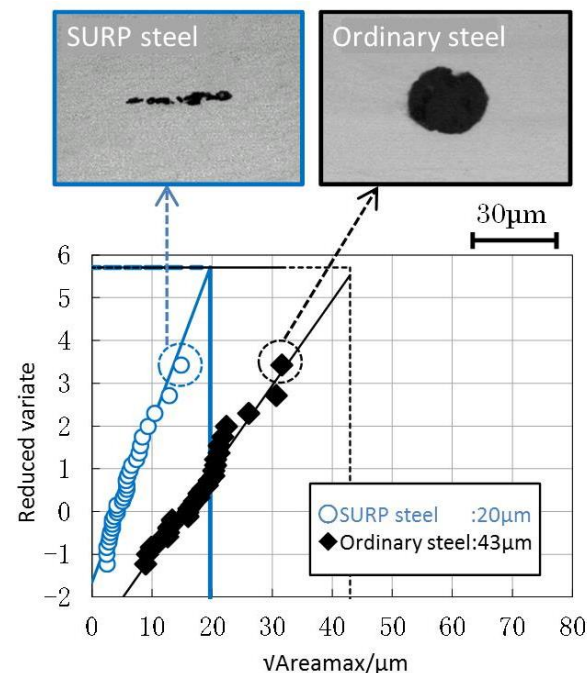 SURP steel
Ordinary steel
30µm
6
5
4
3
2
1
0
-1
-2
Reduced variate
SURP steel :20µm
Ordinary steel:43µm
0 10 20 30 40 50 60 70 80
√Areamax/µm